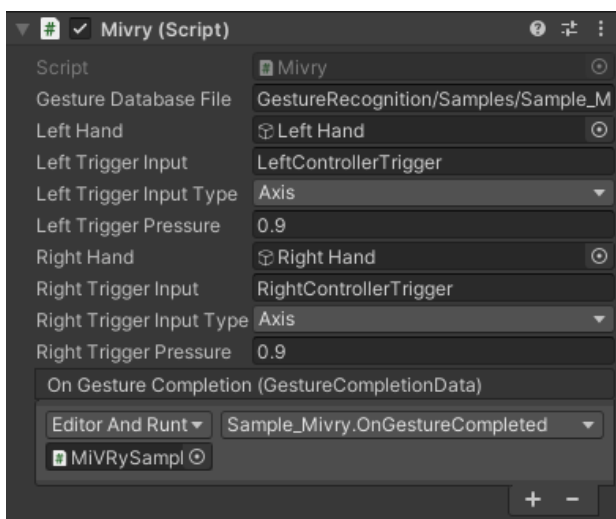 # Mivry (Script)
Script # Mivry
Gesture Database File GestureRecognition/Samples/Sample_M
Left Hand Left Hand
Left Trigger Input LeftControllerTrigger
Left Trigger Input Type Axis
Left Trigger Pressure 0.9
Right Hand Right Hand
Right Trigger Input RightControllerTrigger
Right Trigger Input Type Axis
Right Trigger Pressure 0.9
On Gesture Completion (GestureCompletionData)
Editor And Runt Sample_Mivry.OnGestureCompleted
# MiVRySampl
+ −